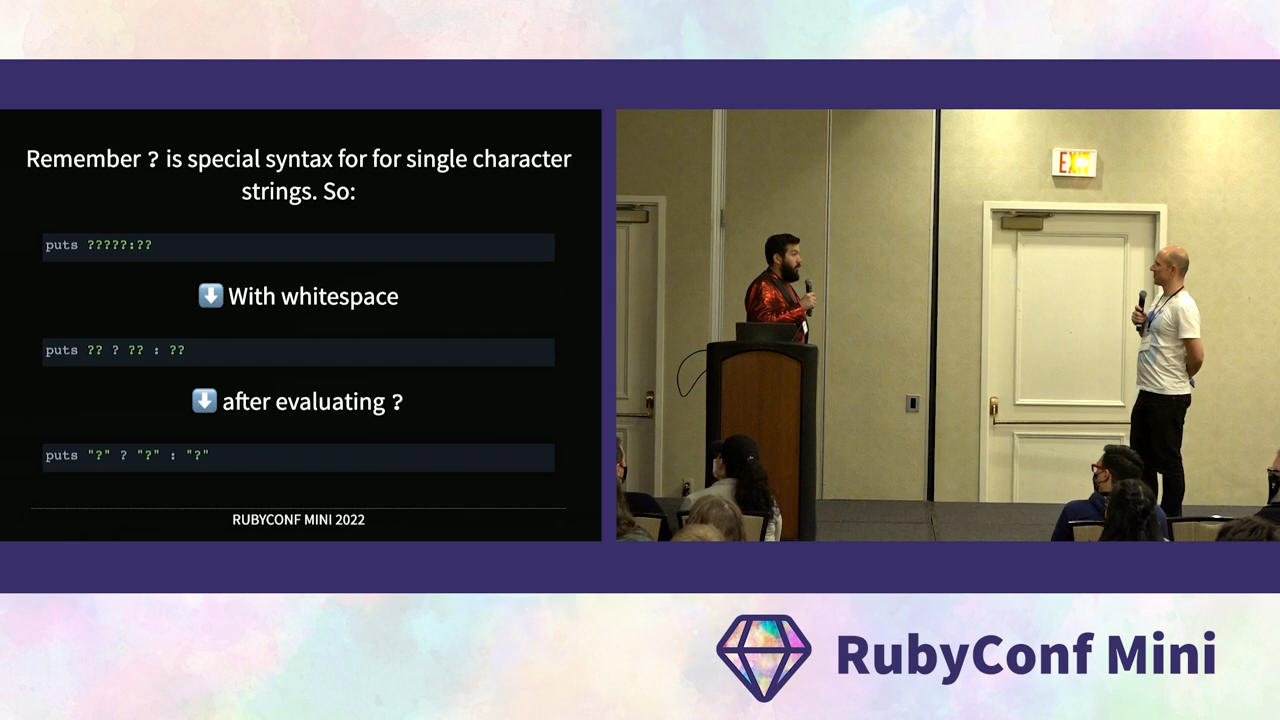 Remember ? is special syntax for for single character
strings. So:
puts ?????:??
⬇️ With whitespace
puts ?? ? ?? : ??
⬇️ after evaluating ?
puts "?" ? "?" : "?"
RUBYCONF MINI 2022
EXIT
RubyConf Mini